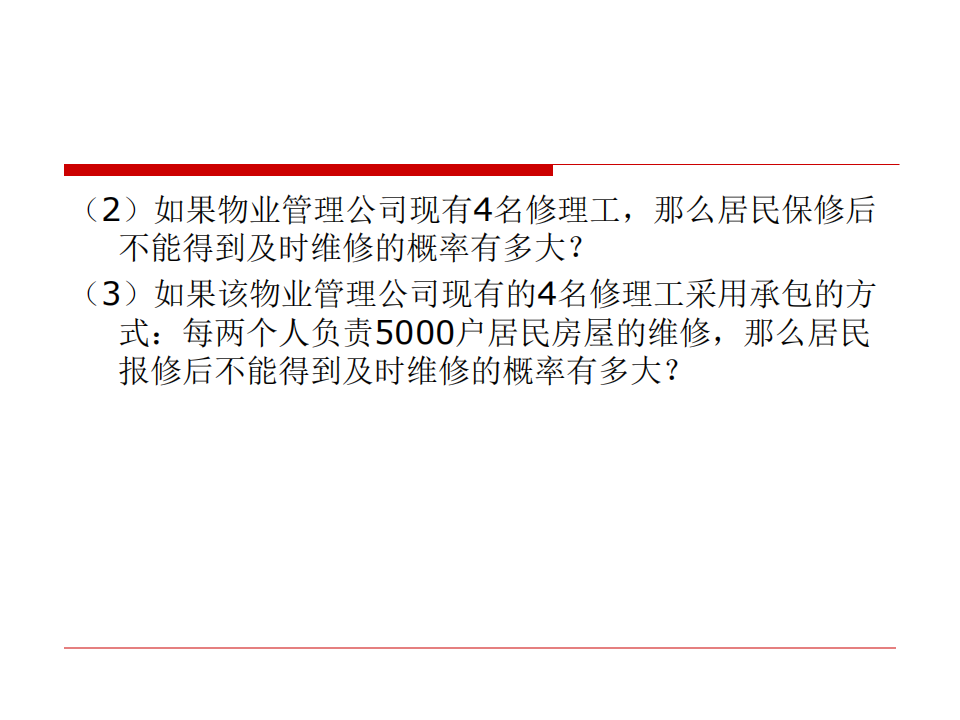 （2）如果物业管理公司现有4名修理工，那么居民保修后
不能得到及时维修的概率有多大？
（3）如果该物业管理公司现有的4名修理工采用承包的方
式：每两个人负责5000户居民房屋的维修，那么居民
报修后不能得到及时维修的概率有多大？